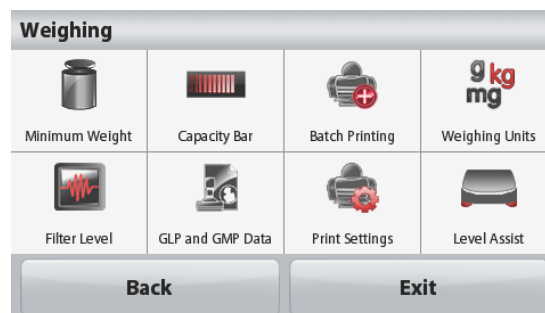 Weighing
g kg
mg
Minimum Weight
Capacity Bar
Batch Printing
Weighing Units
Filter Level
GLP and GMP Data
Print Settings
Level Assist
Back
Exit